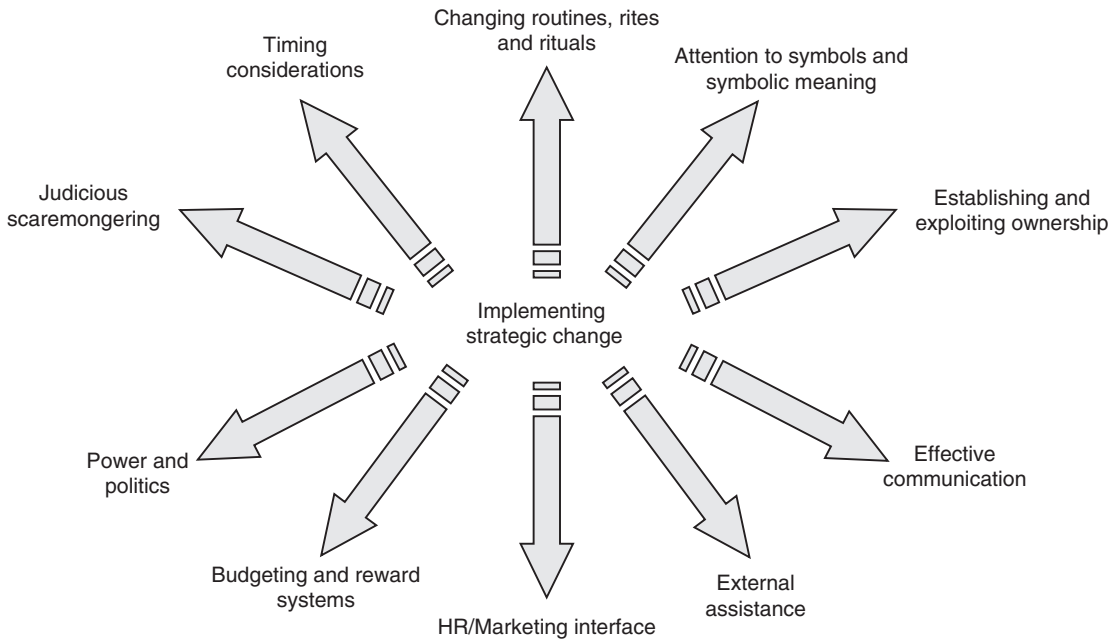 Changing routines, rites
and rituals
Timing
considerations
Attention to symbols and
symbolic meaning
Judicious
scaremongering
Establishing and
exploiting ownership
Implementing
strategic change
Power and
politics
Effective
communication
Budgeting and reward
systems
External
assistance
HR/Marketing interface